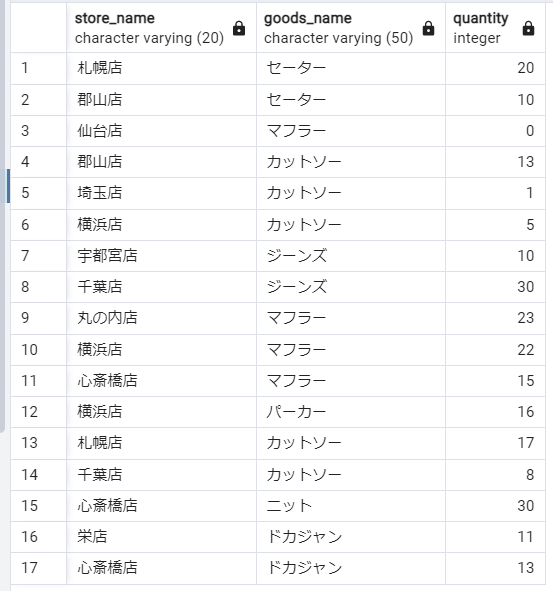 store_name goods_name quantity
character varying (20) character varying (50) integer
1 札幌店 セーター 20
2 郡山店 セーター 10
3 仙台店 マフラー 0
4 郡山店 カットソー 13
5 埼玉店 カットソー 1
6 横浜店 カットソー 5
7 宇都宮店 ジーンズ 10
8 千葉店 ジーンズ 30
9 丸の内店 マフラー 23
10 横浜店 マフラー 22
11 心斎橋店 マフラー 15
12 横浜店 パーカー 16
13 札幌店 カットソー 17
14 千葉店 カットソー 8
15 心斎橋店 ニット 30
16 栄店 ドカジャン 11
17 心斎橋店 ドカジャン 13